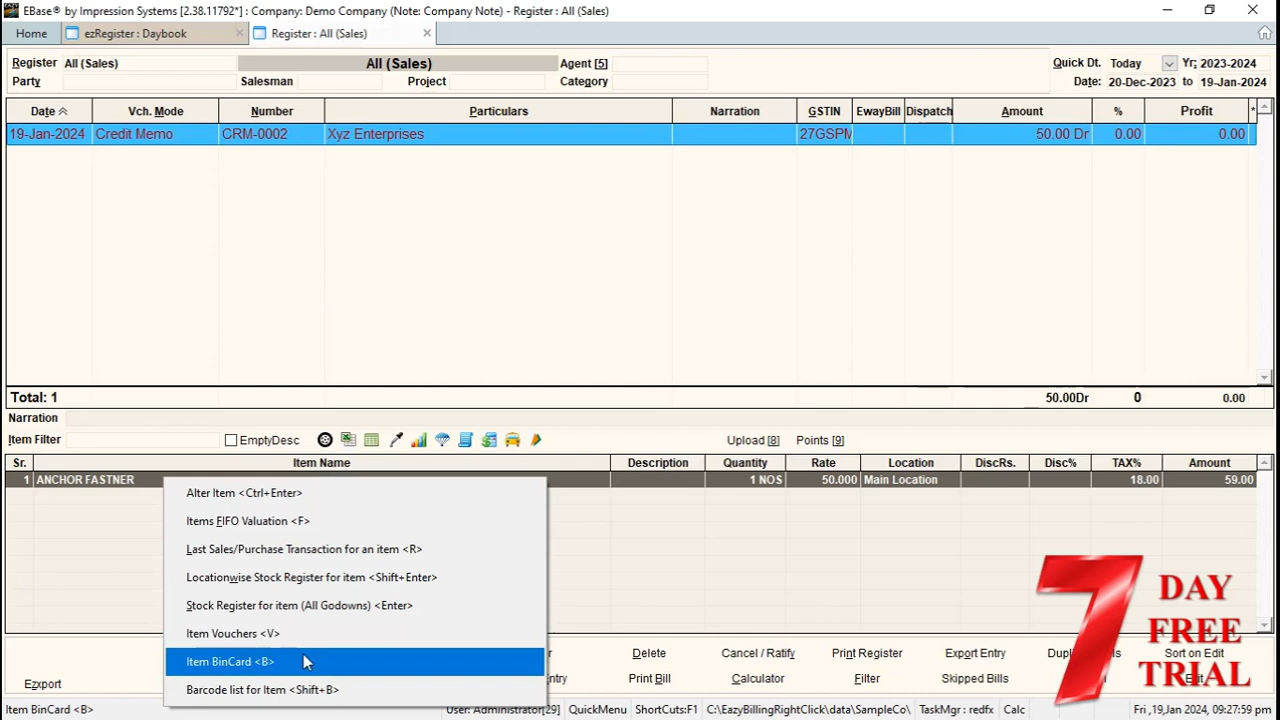 EBase® by Impression Systems [2.38.11792*] : Company: Demo Company (Note: Company Note) - Register : All (Sales)
Home ezRegister : Daybook Register : All (Sales)
Register All (Sales) All (Sales) Agent [5] Quick Dt. Today Yr; 2023-2024
Party Salesman Project Category Date: 20-Dec-2023 to 19-Jan-2024
Date Vch. Mode Number Particulars Narration GSTIN EwayBill Dispatch Amount % Profit *
19-Jan-2024 Credit Memo CRM-0002 Xyz Enterprises 27GSPM 50.00 Dr 0.00 0.00
Total: 1 50.00Dr 0 0.00
Narration
Item Filter EmptyDesc Upload [8] Points [9]
Sr. Item Name Description Quantity Rate Location DiscRs. Disc% TAX% Amount
1 ANCHOR FASTNER 1 NOS 50.000 Main Location 18.00 59.00
Alter Item <Ctrl+Enter>
Items FIFO Valuation <F>
Last Sales/Purchase Transaction for an item <R>
Locationwise Stock Register for item <Shift+Enter>
Stock Register for item (All Godowns) <Enter>
Item Vouchers <V>
Item BinCard <B>
Barcode list for Item <Shift+B>
7 DAY
FREE
TRIAL
Delete Cancel / Ratify Print Register Export Entry Sort on Edit
Export Print Bill Calculator Filter Skipped Bills
Item BinCard <B> User: Administrator[29] QuickMenu ShortCuts:F1 C:\EazyBillingRightClick\data\SampleCo\ TaskMgr : redfx Calc Fri ,19,Jan 2024, 09:27:59 PM